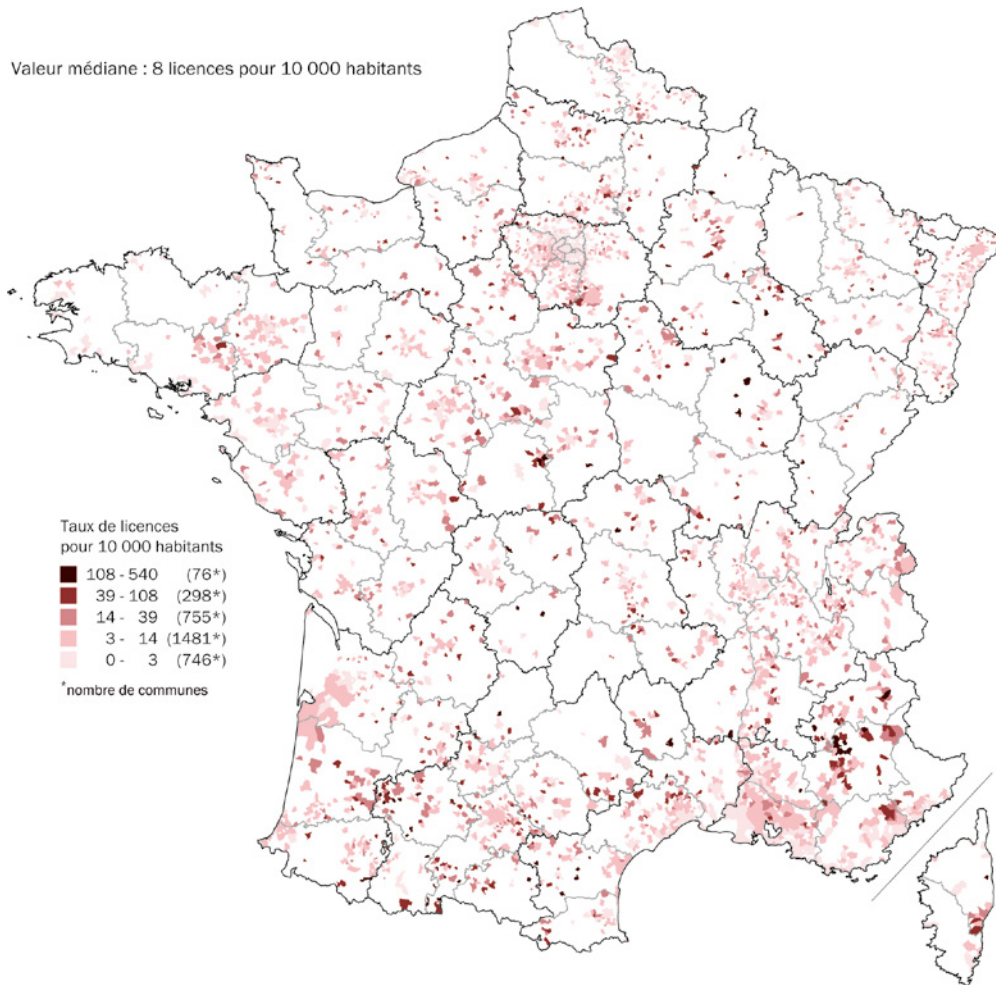 Valeur médiane : 8 licences pour 10 000 habitants
Taux de licences
pour 10 000 habitants
108 - 540 (76*)
39 - 108 (298*)
14 - 39 (755*)
3 - 14 (1481*)
0 - 3 (746*)
*nombre de communes